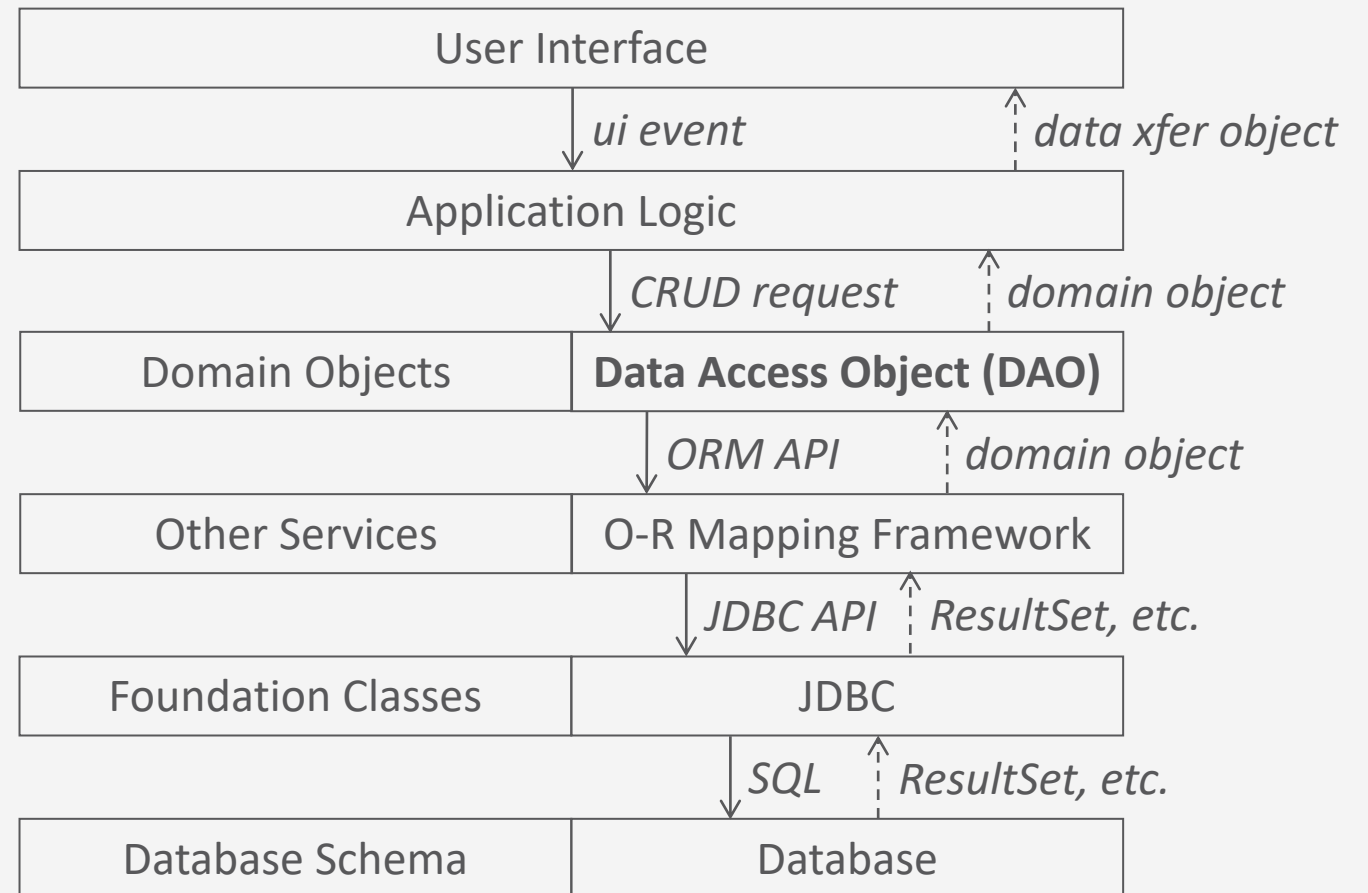 User Interface
ui event
data xfer object
Application Logic
CRUD request
domain object
Domain Objects
Data Access Object (DAO)
ORM API
domain object
Other Services
O-R Mapping Framework
JDBC API
ResultSet, etc.
Foundation Classes
JDBC
SQL
ResultSet, etc.
Database Schema
Database